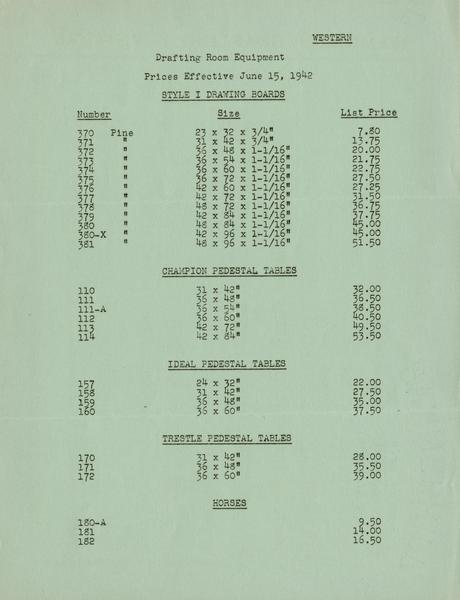 WESTERN
Drafting Room Equipment
Prices Effective June 15, 1942
STYLE I DRAWING BOARDS
Number Size List Price
370 Pine 23 x 32 x 3/4" 7.80
371 " 31 x 42 x 3/4" 13.75
372 " 36 x 48 x 1-1/16" 20.00
373 " 36 x 54 x 1-1/16" 21.75
374 " 36 x 60 x 1-1/16" 22.75
375 " 36 x 72 x 1-1/16" 27.50
376 " 42 x 60 x 1-1/16" 27.25
377 " 42 x 72 x 1-1/16" 31.50
378 " 48 x 72 x 1-1/16" 36.75
379 " 42 x 84 x 1-1/16" 37.75
380 " 48 x 84 x 1-1/16" 45.00
380-X " 42 x 96 x 1-1/16" 45.00
381 " 48 x 96 x 1-1/16" 51.50
CHAMPION PEDESTAL TABLES
110 31 x 42" 32.00
111 36 x 48" 36.50
111-A 36 x 54" 38.50
112 36 x 60" 40.50
113 42 x 72" 49.50
114 42 x 84" 53.50
IDEAL PEDESTAL TABLES
157 24 x 32" 22.00
158 31 x 42" 27.50
159 36 x 48" 35.00
160 36 x 60" 37.50
TRESTLE PEDESTAL TABLES
170 31 x 42" 28.00
171 36 x 48" 35.50
172 36 x 60" 39.00
HORSES
180-A 9.50
181 14.00
182 16.50